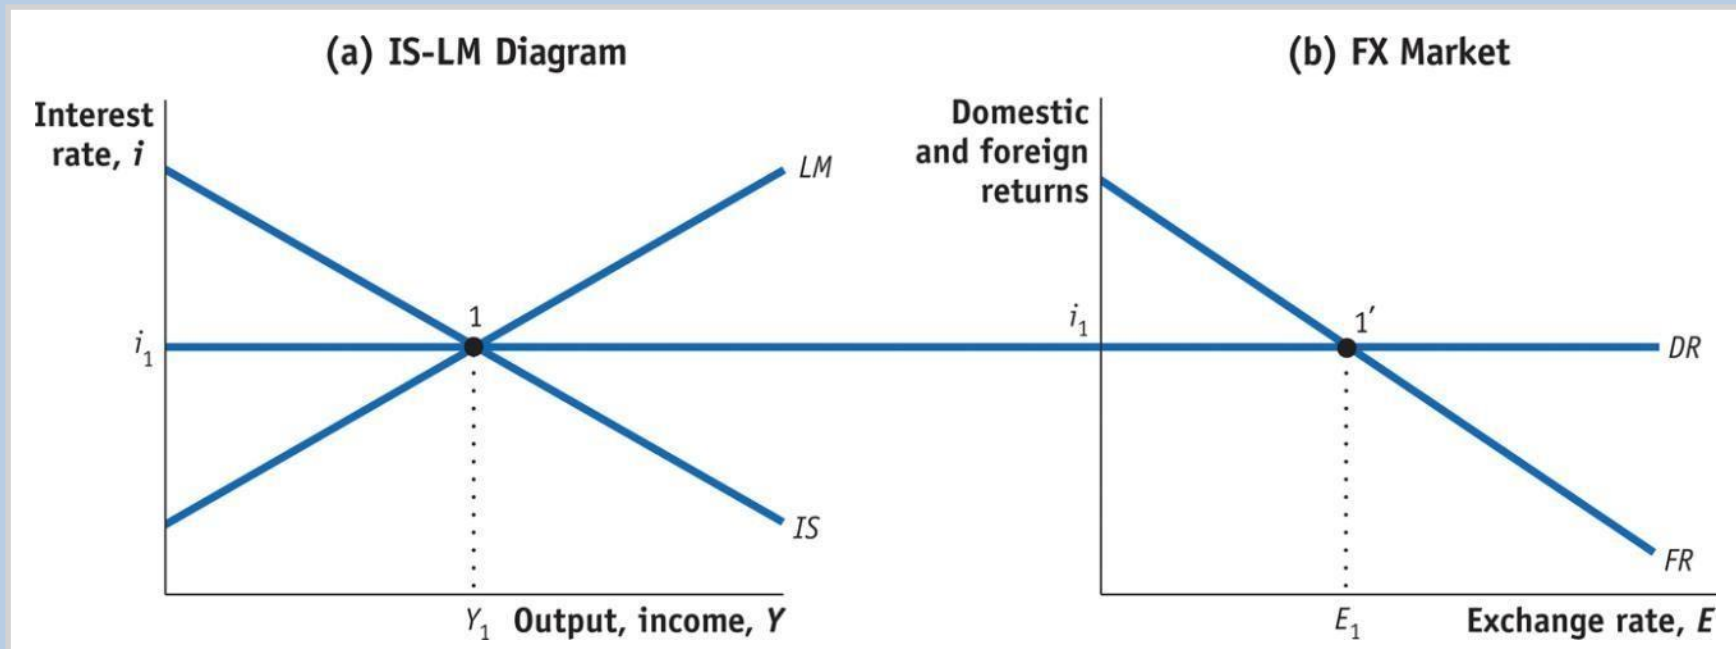 (a) IS-LM Diagram
Interest
rate, i
LM
1
i1
IS
Y1 Output, income, Y
(b) FX Market
Domestic
and foreign
returns
i1
1′
DR
FR
E1 Exchange rate, E